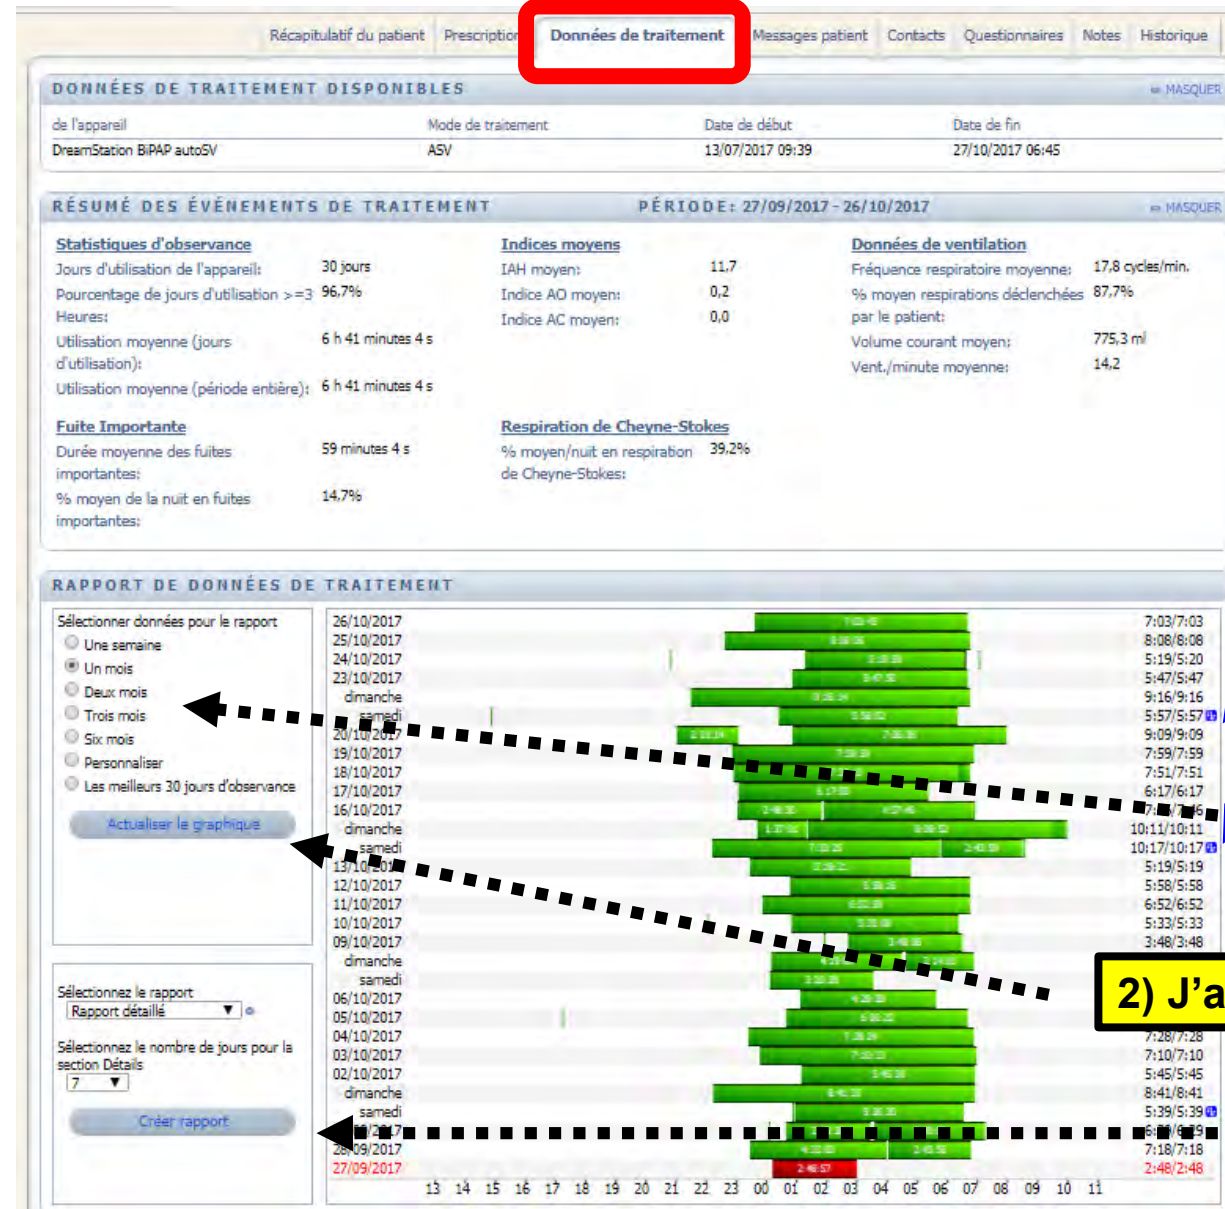 Récapitulatif du patient Prescription Données de traitement Messages patient Contacts Questionnaires Notes Historique
DONNÉES DE TRAITEMENT DISPONIBLES MASQUER
de l'appareil Mode de traitement Date de début Date de fin
DreamStation BiPAP autoSV ASV 13/07/2017 09:39 27/10/2017 06:45
RÉSUMÉ DES ÉVÉNEMENTS DE TRAITEMENT PÉRIODE: 27/09/2017 - 26/10/2017 MASQUER
Statistiques d'observance Indices moyens Données de ventilation
Jours d'utilisation de l'appareil: 30 jours IAH moyen: 11,7 Fréquence respiratoire moyenne: 17,8 cycles/min.
Pourcentage de jours d'utilisation >=3 96,7% Indice AO moyen: 0,2 % moyen respirations déclenchées 87,7%
Heures: Indice AC moyen: 0,0 par le patient:
Utilisation moyenne (jours 6 h 41 minutes 4 s Volume courant moyen: 775,3 ml
d'utilisation): Vent./minute moyenne: 14,2
Utilisation moyenne (période entière): 6 h 41 minutes 4 s
Fuite Importante Respiration de Cheyne-Stokes
Durée moyenne des fuites 59 minutes 4 s % moyen/nuit en respiration 39,2%
importantes: de Cheyne-Stokes:
% moyen de la nuit en fuites 14,7%
importantes:
RAPPORT DE DONNÉES DE TRAITEMENT
Sélectionner données pour le rapport
Une semaine
Un mois
Deux mois
Trois mois
Six mois
Personnaliser
Les meilleurs 30 jours d'observance
Actualiser le graphique
Sélectionnez le rapport
Rapport détaillé
Sélectionnez le nombre de jours pour la
section Détails
7
Créer rapport
26/10/2017 7:03/7:03
25/10/2017 8:08/8:08
24/10/2017 5:19/5:20
23/10/2017 5:47/5:47
dimanche 9:16/9:16
samedi 5:57/5:57
20/10/2017 9:09/9:09
19/10/2017 7:59/7:59
18/10/2017 7:51/7:51
17/10/2017 6:17/6:17
16/10/2017
dimanche 10:11/10:11
samedi 10:17/10:17
13/10/2017 5:19/5:19
12/10/2017 5:58/5:58
11/10/2017 6:52/6:52
10/10/2017 5:33/5:33
09/10/2017 3:48/3:48
dimanche
samedi
06/10/2017
05/10/2017
04/10/2017 7:28/7:28
03/10/2017 7:10/7:10
02/10/2017 5:45/5:45
dimanche 8:41/8:41
samedi 5:39/5:39
28/09/2017 7:18/7:18
27/09/2017 2:46:57 2:48/2:48
13 14 15 16 17 18 19 20 21 22 23 00 01 02 03 04 05 06 07 08 09 10 11
2) J'a